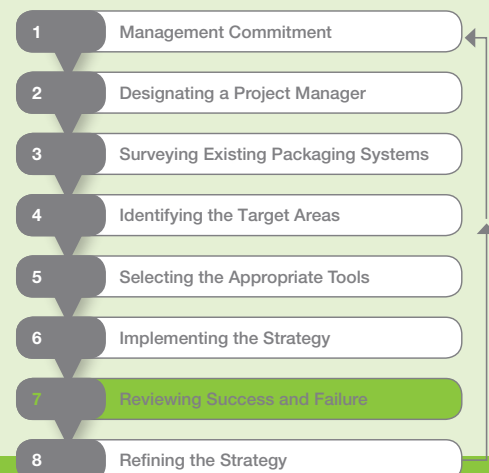 1 Management Commitment
2 Designating a Project Manager
3 Surveying Existing Packaging Systems
4 Identifying the Target Areas
5 Selecting the Appropriate Tools
6 Implementing the Strategy
7 Reviewing Success and Failure
8 Refining the Strategy